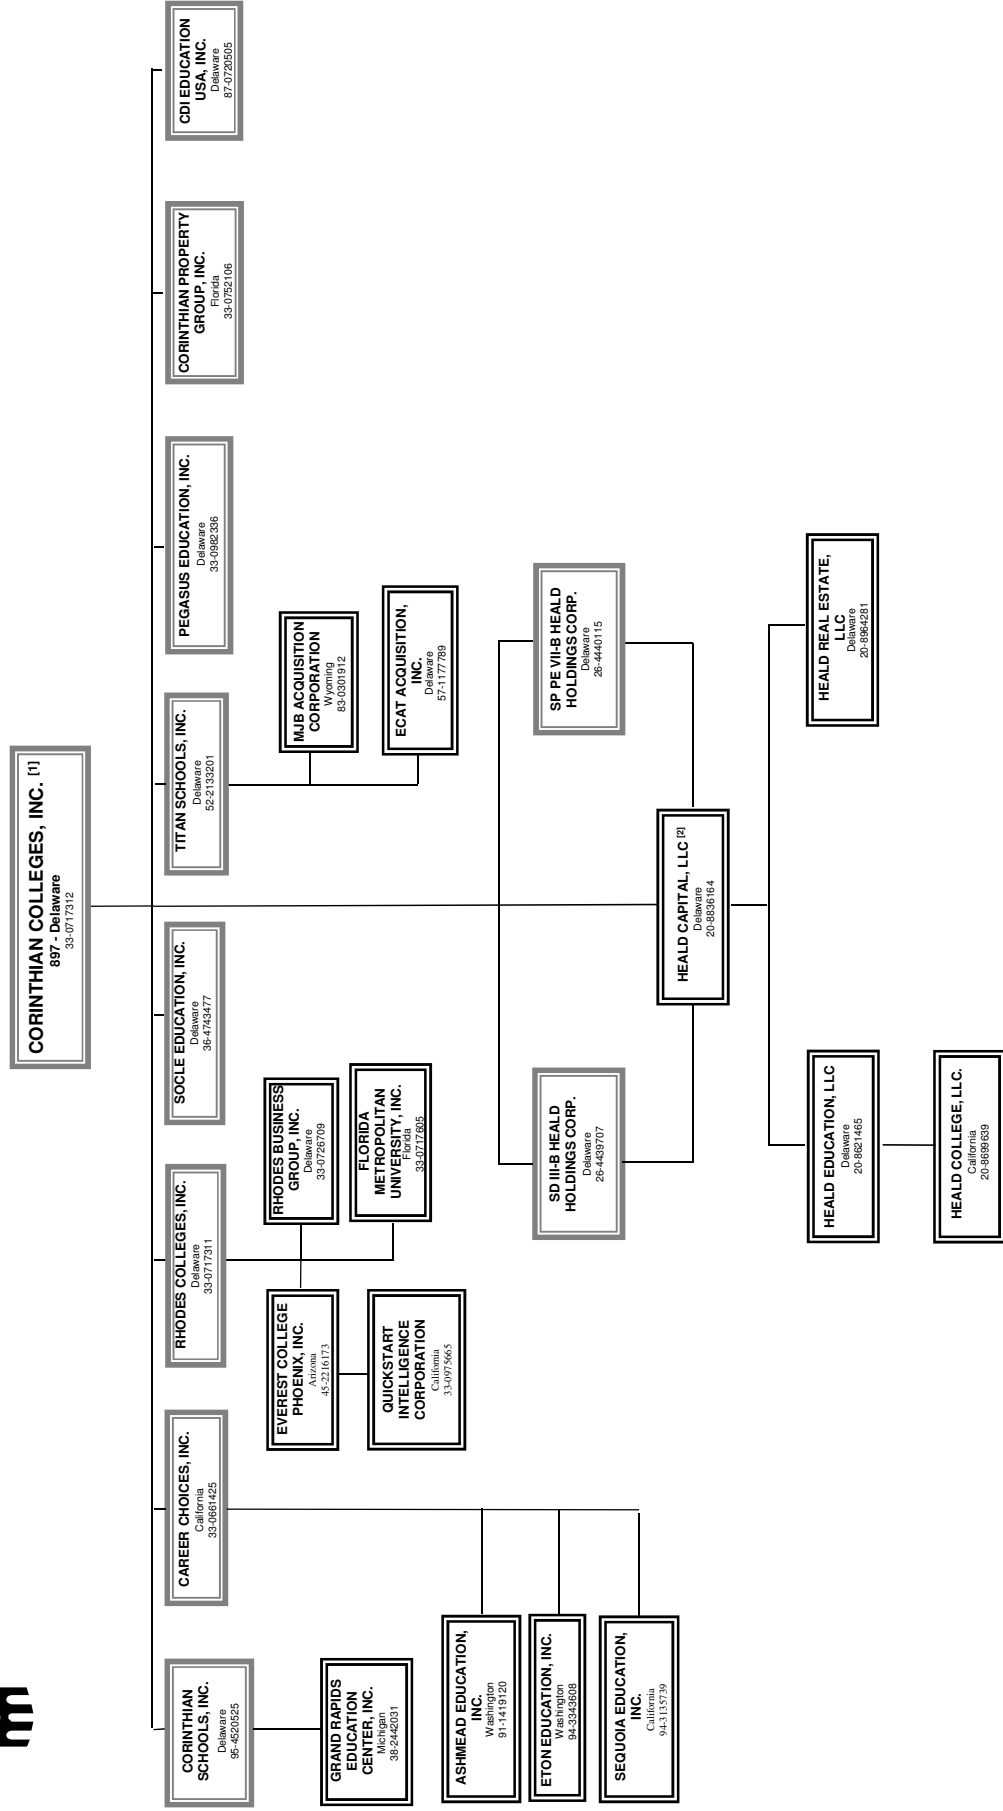 CORINTHIAN COLLEGES, INC. [1]
897 - Delaware
33-0717312
CORINTHIAN
SCHOOLS, INC.
Delaware
95-4520525
CAREER CHOICES, INC.
California
33-0661425
RHODES COLLEGES, INC.
Delaware
33-0717311
SOCLE EDUCATION, INC.
Delaware
36-4743477
TITAN SCHOOLS, INC.
Delaware
52-2133201
PEGASUS EDUCATION, INC.
Delaware
33-0982336
CORINTHIAN PROPERTY
GROUP, INC.
Florida
33-0752106
CDI EDUCATION
USA, INC.
Delaware
87-0720505
GRAND RAPIDS
EDUCATION
CENTER, INC.
Michigan
38-2442031
EVEREST COLLEGE
PHOENIX, INC.
Arizona
45-2216173
RHODES BUSINESS
GROUP, INC.
Delaware
33-0726709
MJB ACQUISITION
CORPORATION
Wyoming
83-0301912
QUICKSTART
INTELLIGENCE
CORPORATION
California
33-0975665
FLORIDA
METROPOLITAN
UNIVERSITY, INC.
Florida
33-0717605
ECAT ACQUISITION,
INC.
Delaware
57-1177789
ASHMEAD EDUCATION,
INC.
Washington
91-1419120
ETON EDUCATION, INC.
Washington
94-3343608
SEQUOIA EDUCATION,
INC.
California
94-3135739
SD III-B HEALD
HOLDINGS CORP.
Delaware
26-4439707
SP PE VII-B HEALD
HOLDINGS CORP.
Delaware
26-4440115
HEALD CAPITAL, LLC [2]
Delaware
20-8836164
HEALD EDUCATION, LLC
Delaware
20-8621465
HEALD REAL ESTATE,
LLC
Delaware
20-8964281
HEALD COLLEGE, LLC.
California
20-8699639